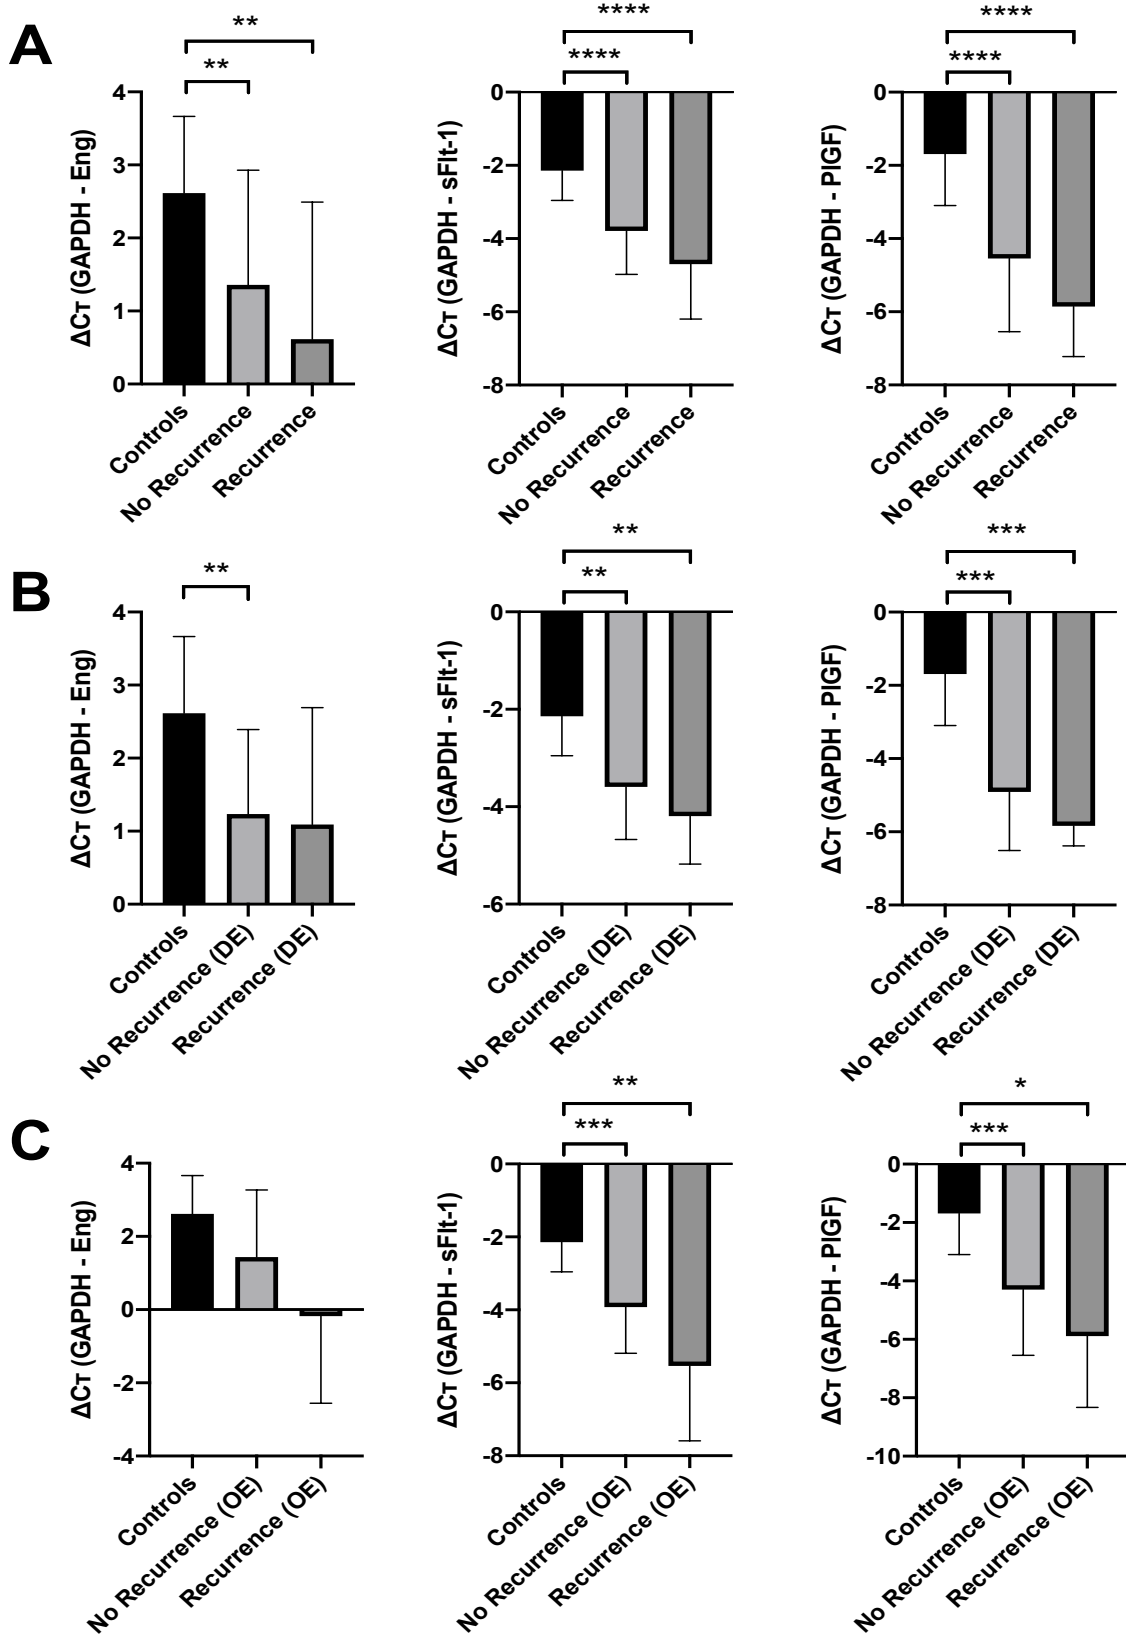 A
**
**
ΔCT (GAPDH - Eng)
4
3
2
1
0
Controls
No Recurrence
Recurrence
****
****
ΔCT (GAPDH - sFlt-1)
0
-2
-4
-6
-8
Controls
No Recurrence
Recurrence
****
****
ΔCT (GAPDH - PlGF)
0
-2
-4
-6
-8
Controls
No Recurrence
Recurrence
B
**
ΔCT (GAPDH - Eng)
4
3
2
1
0
Controls
No Recurrence (DE)
Recurrence (DE)
**
**
ΔCT (GAPDH - sFlt-1)
0
-2
-4
-6
Controls
No Recurrence (DE)
Recurrence (DE)
***
***
ΔCT (GAPDH - PlGF)
0
-2
-4
-6
-8
Controls
No Recurrence (DE)
Recurrence (DE)
C
ΔCT (GAPDH - Eng)
4
2
0
-2
-4
Controls
No Recurrence (OE)
Recurrence (OE)
**
***
ΔCT (GAPDH - sFlt-1)
0
-2
-4
-6
-8
Controls
No Recurrence (OE)
Recurrence (OE)
*
***
ΔCT (GAPDH - PlGF)
0
-2
-4
-6
-8
-10
Controls
No Recurrence (OE)
Recurrence (OE)